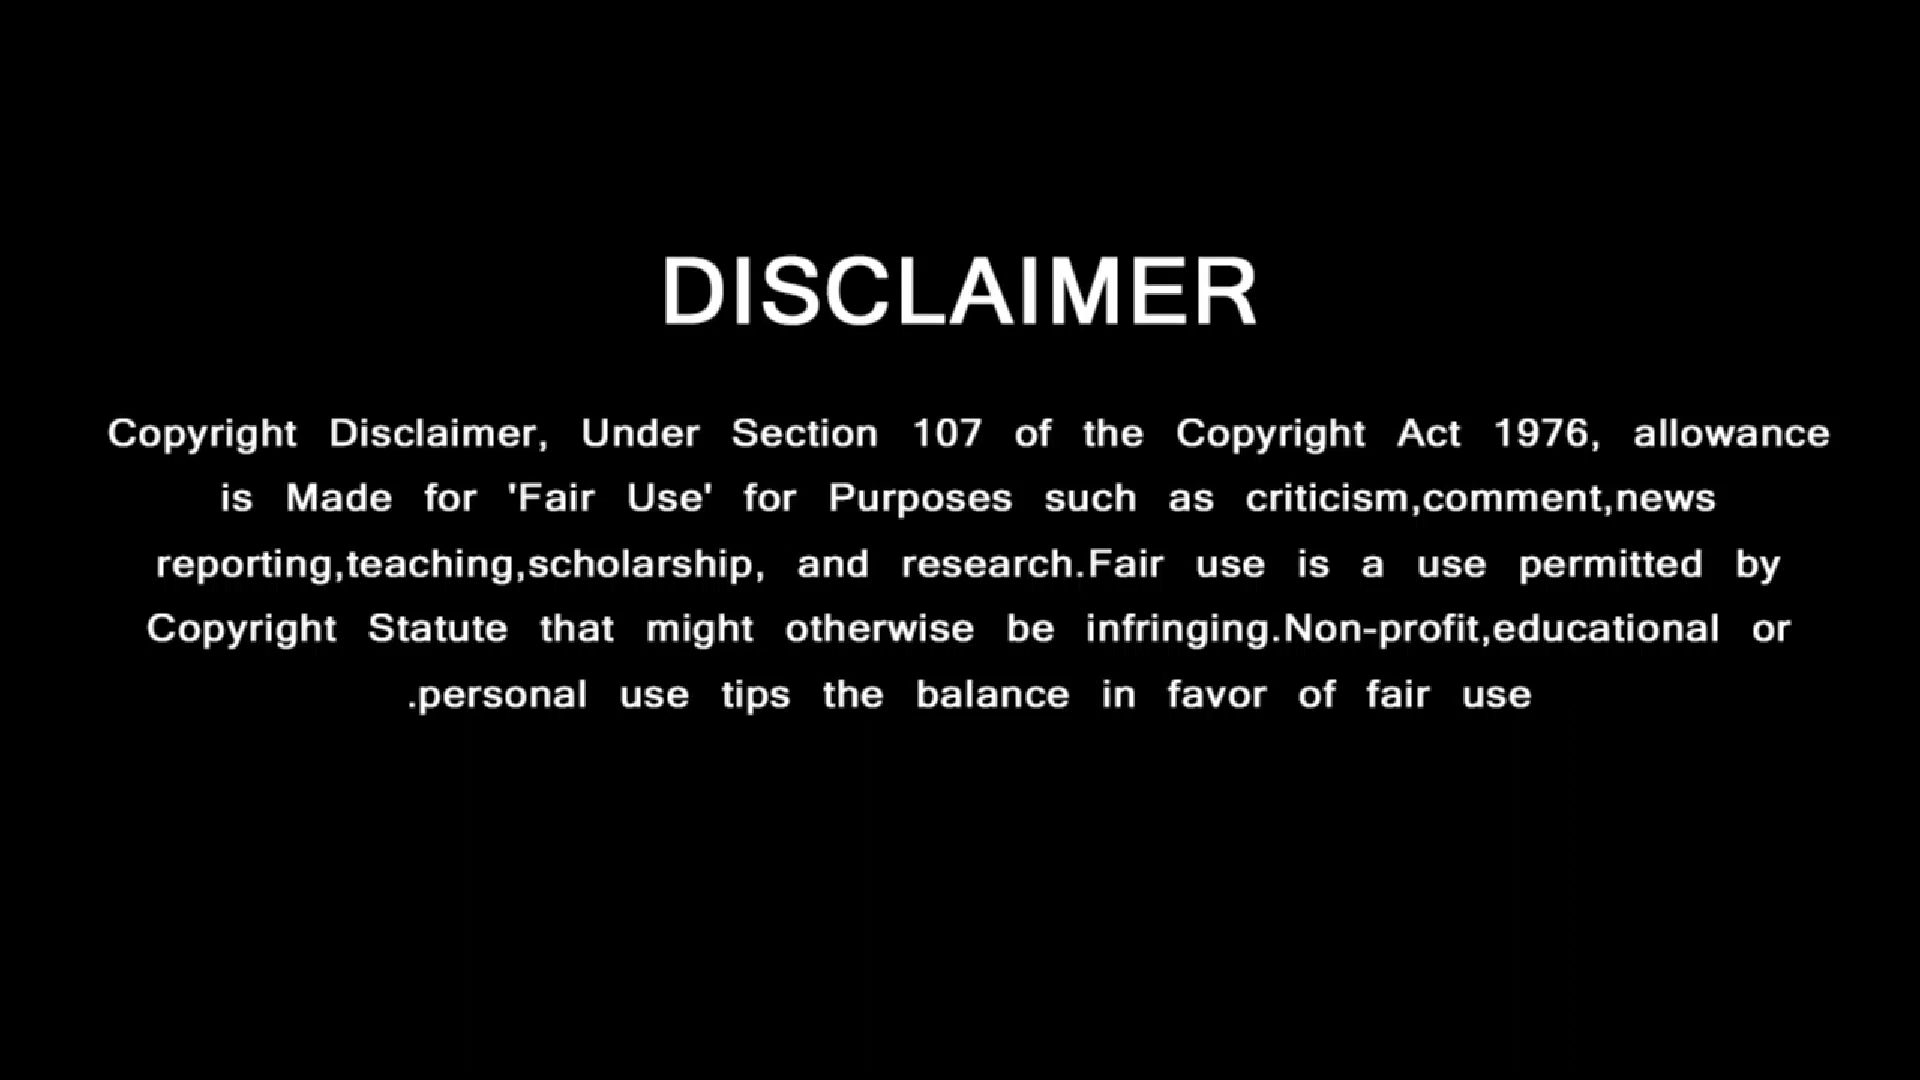 DISCLAIMER
Copyright Disclaimer, Under Section 107 of the Copyright Act 1976, allowance
is Made for 'Fair Use' for Purposes such as criticism,comment,news
reporting,teaching,scholarship, and research.Fair use is a use permitted by
Copyright Statute that might otherwise be infringing.Non-profit,educational or
.personal use tips the balance in favor of fair use